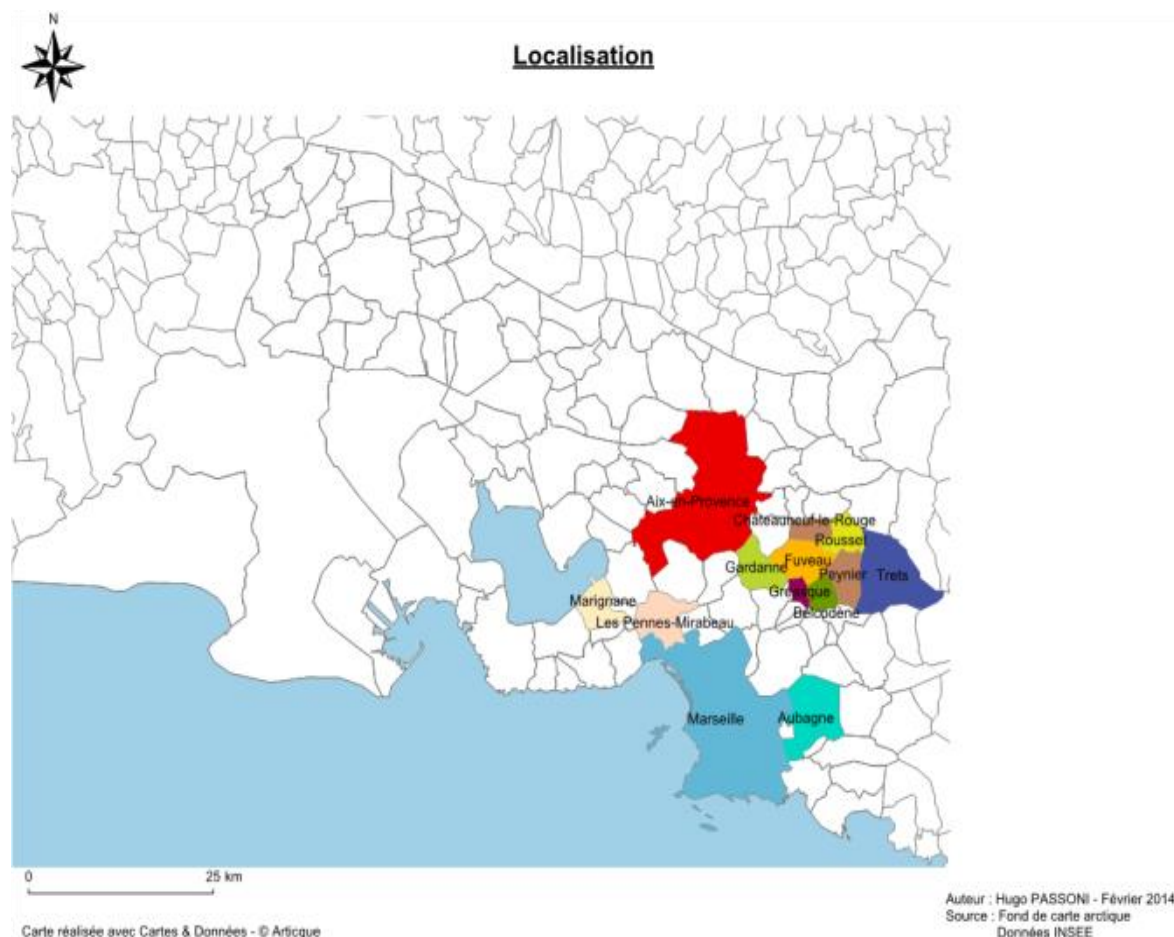 N
Localisation
Aix-en-Provence
Châteauneuf-le-Rouge
Rousset
Fuveau
Gardanne
Peynier
Trets
Gréasque
Belcodène
Marignane
Les Pennes-Mirabeau
Marseille
Aubagne
0 25 km
Auteur : Hugo PASSONI - Février 2014
Source : Fond de carte arctique
Données INSEE
Carte réalisée avec Cartes & Données - © Articque